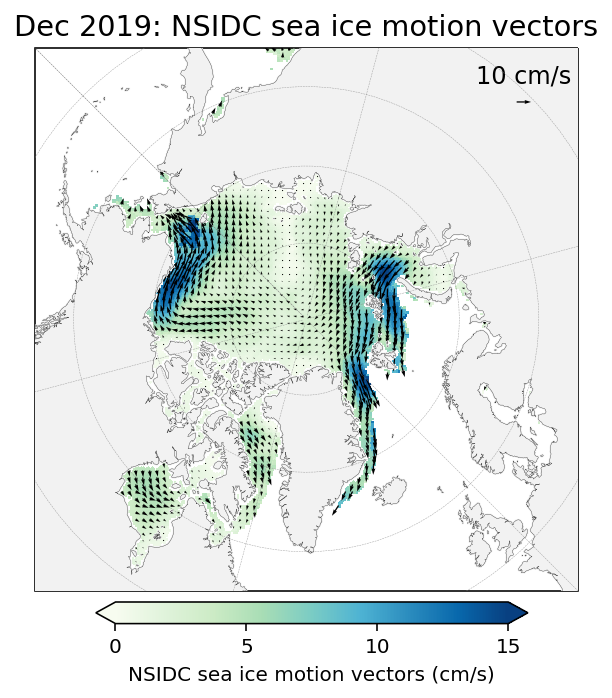 Dec 2019: NSIDC sea ice motion vectors
10 cm/s
0 5 10 15
NSIDC sea ice motion vectors (cm/s)